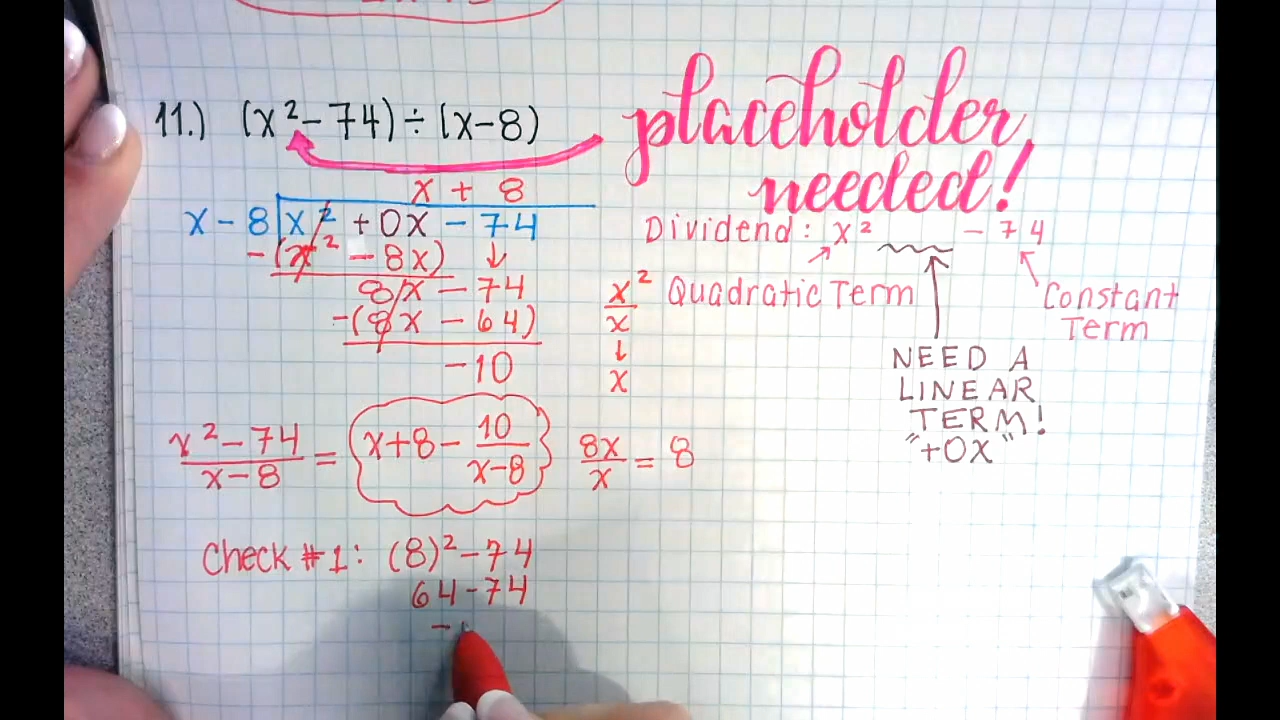 11.) (x² - 74) ÷ (x - 8)
placeholder
needed!
x + 8
x - 8 x² + 0x - 74
-(x² - 8x) ↓
8x - 74
-(8x - 64)
-10
x²/x
↓
x
Dividend: x² - 74
Quadratic Term
Constant
Term
NEED A
LINEAR
TERM!
"+0X"
x² - 74 / x - 8 = x + 8 - 10 / x - 8
8x / x = 8
Check #1: (8)² - 74
64 - 74
-